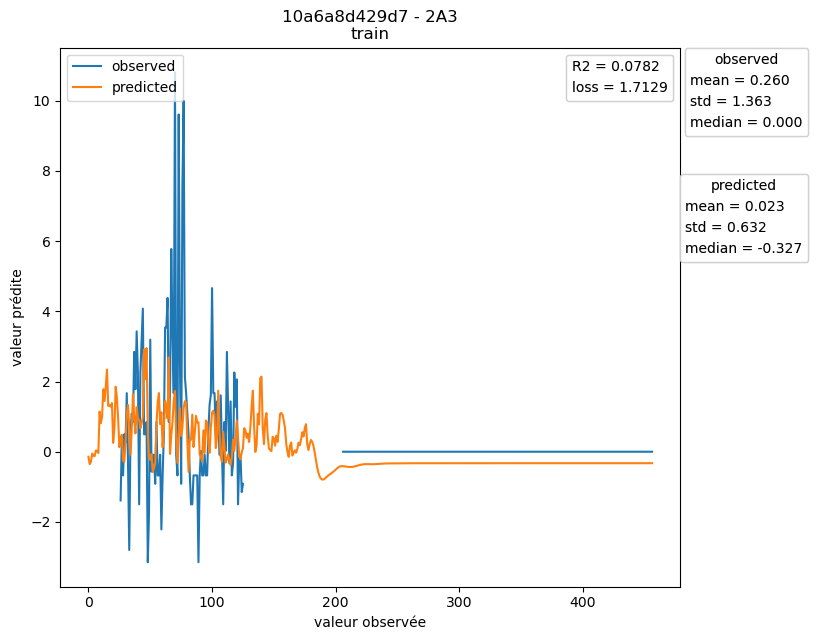 10a6a8d429d7 - 2A3
train
observed
predicted
R2 = 0.0782
loss = 1.7129
observed
mean = 0.260
std = 1.363
median = 0.000
predicted
mean = 0.023
std = 0.632
median = -0.327
10
8
6
4
2
0
−2
valeur prédite
0
100
200
300
400
valeur observée